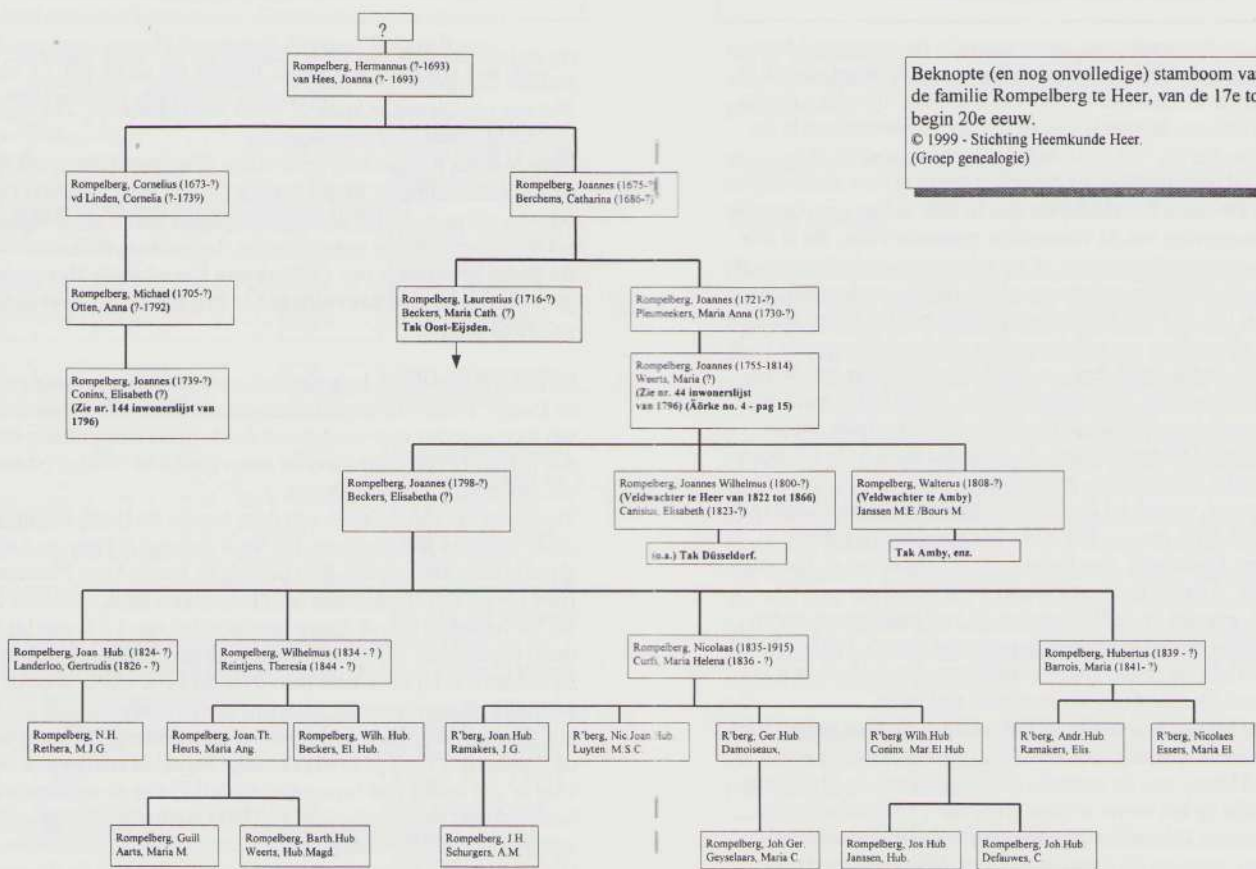 ?
Rompelberg, Hermannus (?-1693)
van Hees, Joanna (?- 1693)
Beknopte (en nog onvolledige) stamboom va
de familie Rompelberg te Heer, van de 17e to
begin 20e eeuw.
© 1999 - Stichting Heemkunde Heer.
(Groep genealogie)
Rompelberg, Cornelius (1673-?)
vd Linden, Cornelia (?-1739)
Rompelberg, Joannes (1675-?)
Berchems, Catharina (1686-?)
Rompelberg, Michael (1705-?)
Otten, Anna (?-1792)
Rompelberg, Laurentius (1716-?)
Beckers, Maria Cath. (?)
Tak Oost-Eijsden.
Rompelberg, Joannes (1721-?)
Pleumeekers, Maria Anna (1730-?)
Rompelberg, Joannes (1739-?)
Coninx, Elisabeth (?)
(Zie nr. 144 inwonerslijst van
1796)
Rompelberg, Joannes (1755-1814)
Weerts, Maria (?)
(Zie nr. 44 inwonerslijst
van 1796) (Äörke no. 4 - pag 15)
Rompelberg, Joannes (1798-?)
Beckers, Elisabetha (?)
Rompelberg, Joannes Wilhelmus (1800-?)
(Veldwachter te Heer van 1822 tot 1866)
Canisius, Elisabeth (1823-?)
Rompelberg, Walterus (1808-?)
(Veldwachter te Amby)
Janssen M.E./Bours M.
(o.a.) Tak Düsseldorf.
Tak Amby, enz.
Rompelberg, Joan. Hub. (1824- ?)
Landerloo, Gertrudis (1826 - ?)
Rompelberg, Wilhelmus (1834 - ? )
Reintjens, Theresia (1844 - ?)
Rompelberg, Nicolaas (1835-1915)
Curfs, Maria Helena (1836 - ?)
Rompelberg, Hubertus (1839 - ?)
Barrois, Maria (1841- ?)
Rompelberg, N.H.
Rethera, M.J.G.
Rompelberg, Joan.Th.
Heuts, Maria Ang.
Rompelberg, Wilh. Hub.
Beckers, El. Hub.
R'berg, Joan.Hub.
Ramakers, J.G.
R'berg, Nic.Joan.Hub.
Luyten. M.S.C.
R'berg, Ger.Hub.
Damoiseaux,
R'berg Wilh.Hub.
Coninx. Mar.El.Hub
R'berg, Andr.Hub.
Ramakers, Elis.
R'berg, Nicolaes
Essers, Maria El.
Rompelberg, Guill.
Aarts, Maria M.
Rompelberg, Barth.Hub.
Weerts, Hub.Magd.
Rompelberg, J.H.
Schurgers, A.M.
Rompelberg, Joh.Ger.
Geyselaars, Maria C.
Rompelberg, Jos.Hub.
Janssen, Hub.
Rompelberg, Joh.Hub.
Defauwes, C.